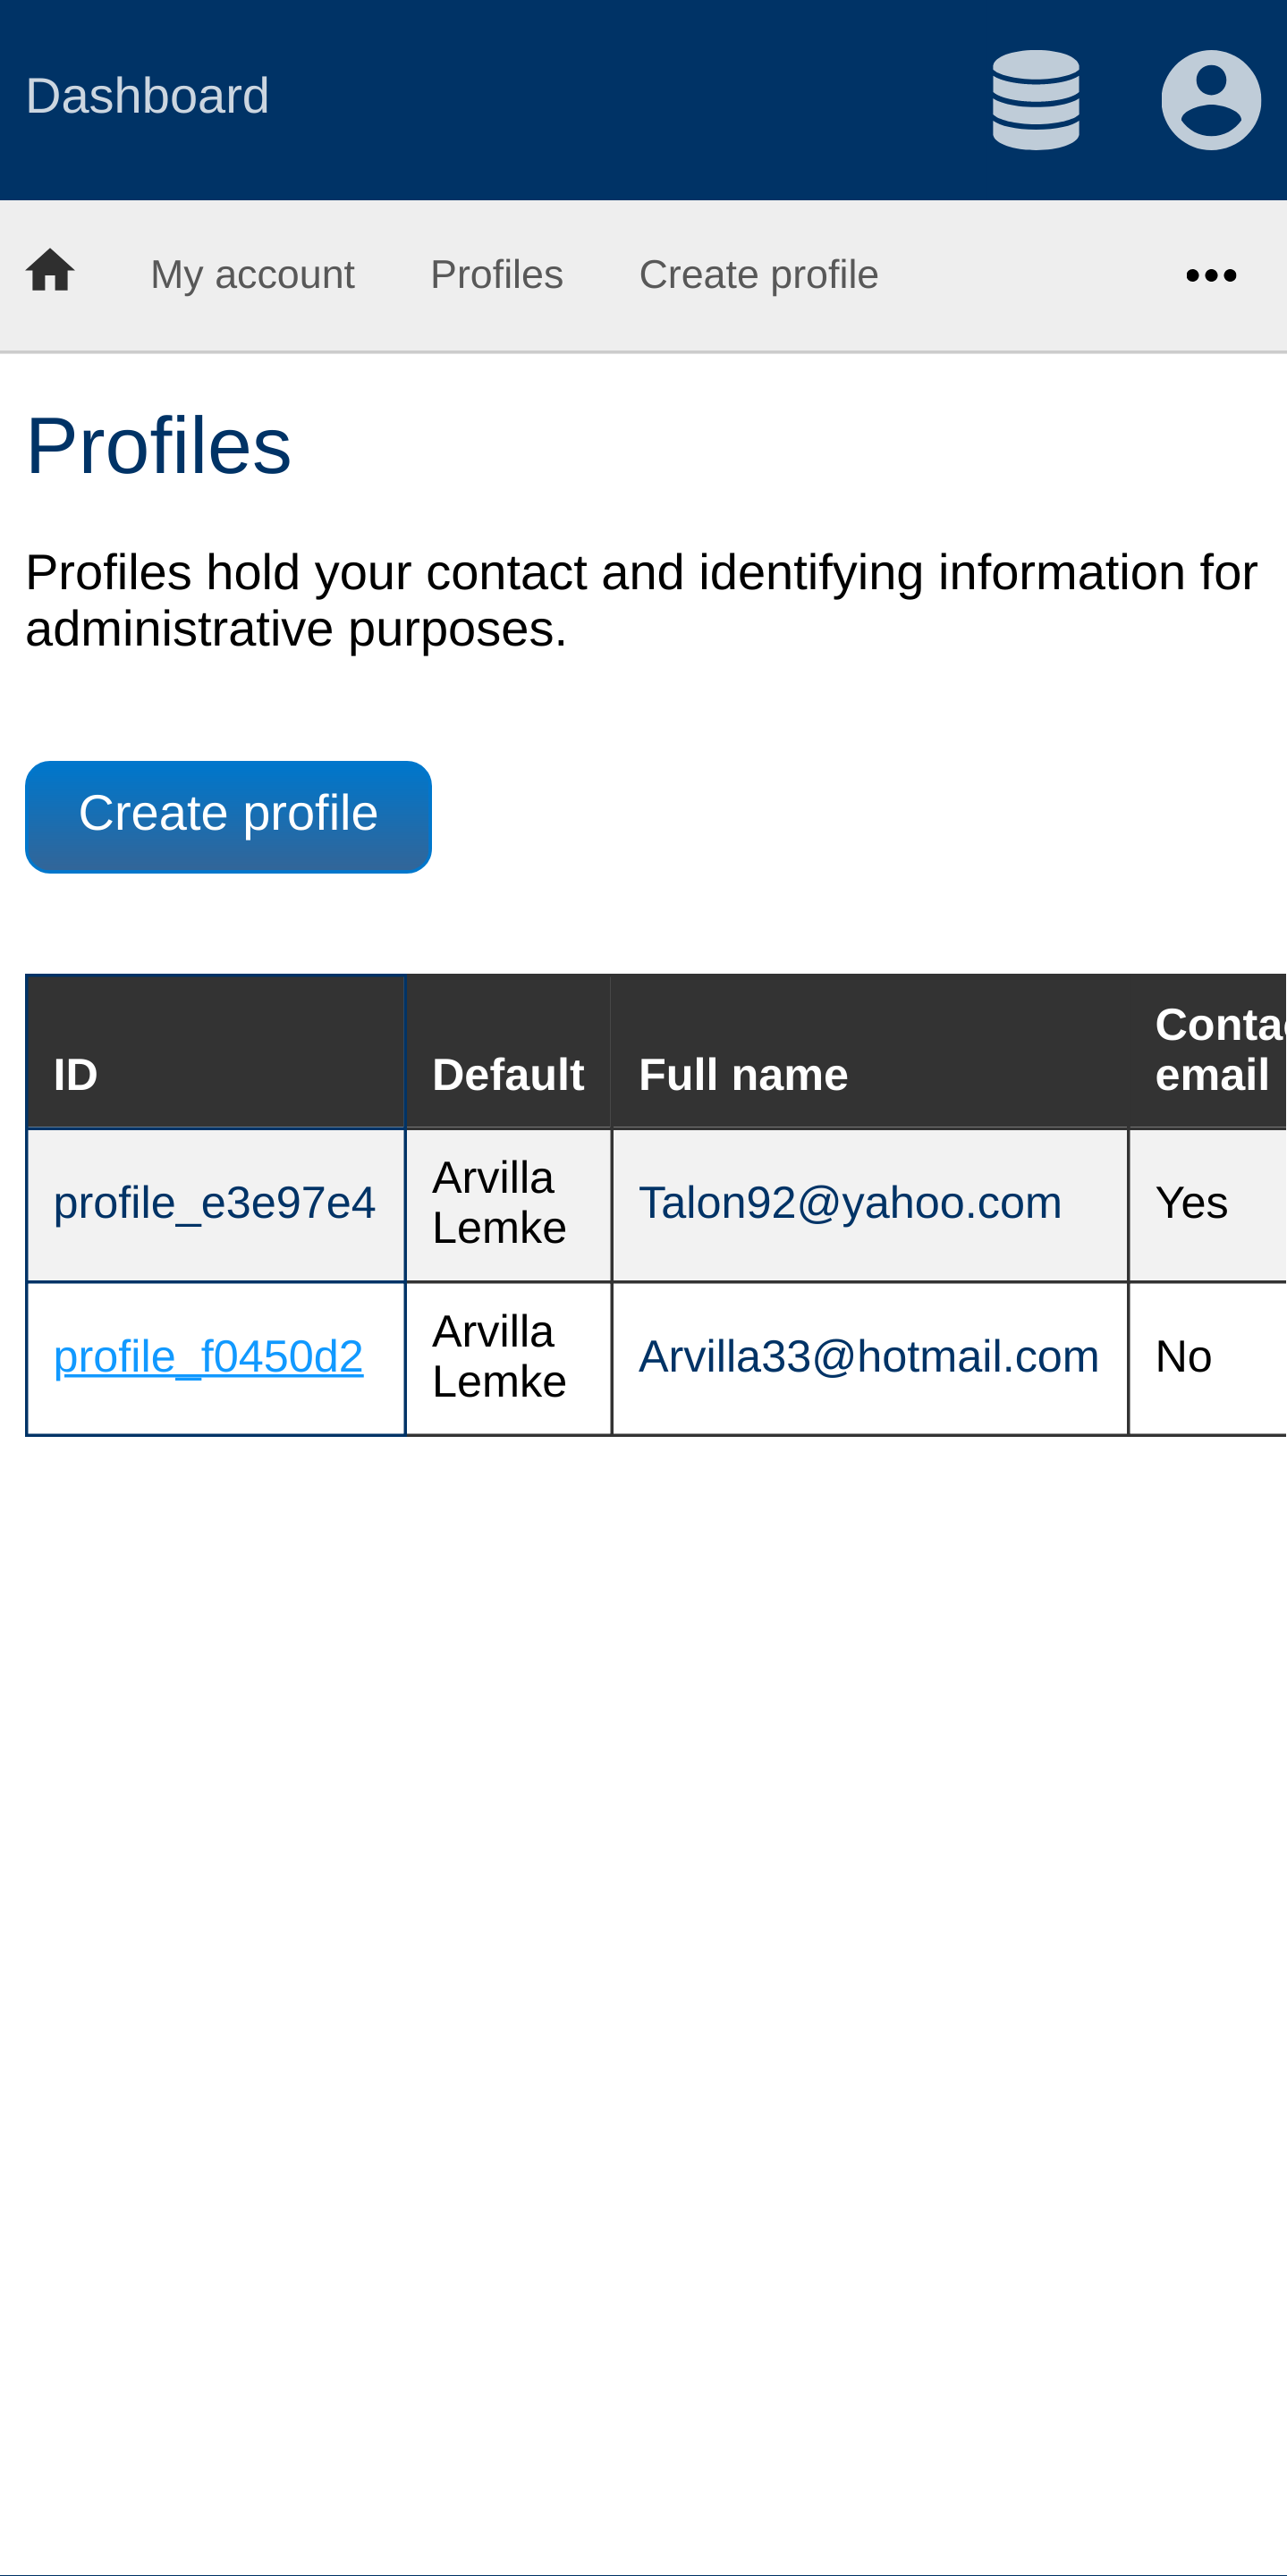 Dashboard
My account Profiles Create profile
Profiles
Profiles hold your contact and identifying information for
administrative purposes.
Create profile
ID Default Full name
email
profile_e3e97e4
Arvilla
Lemke
Talon92@yahoo.com
Yes
profile_f0450d2
Arvilla
Lemke
Arvilla33@hotmail.com
No